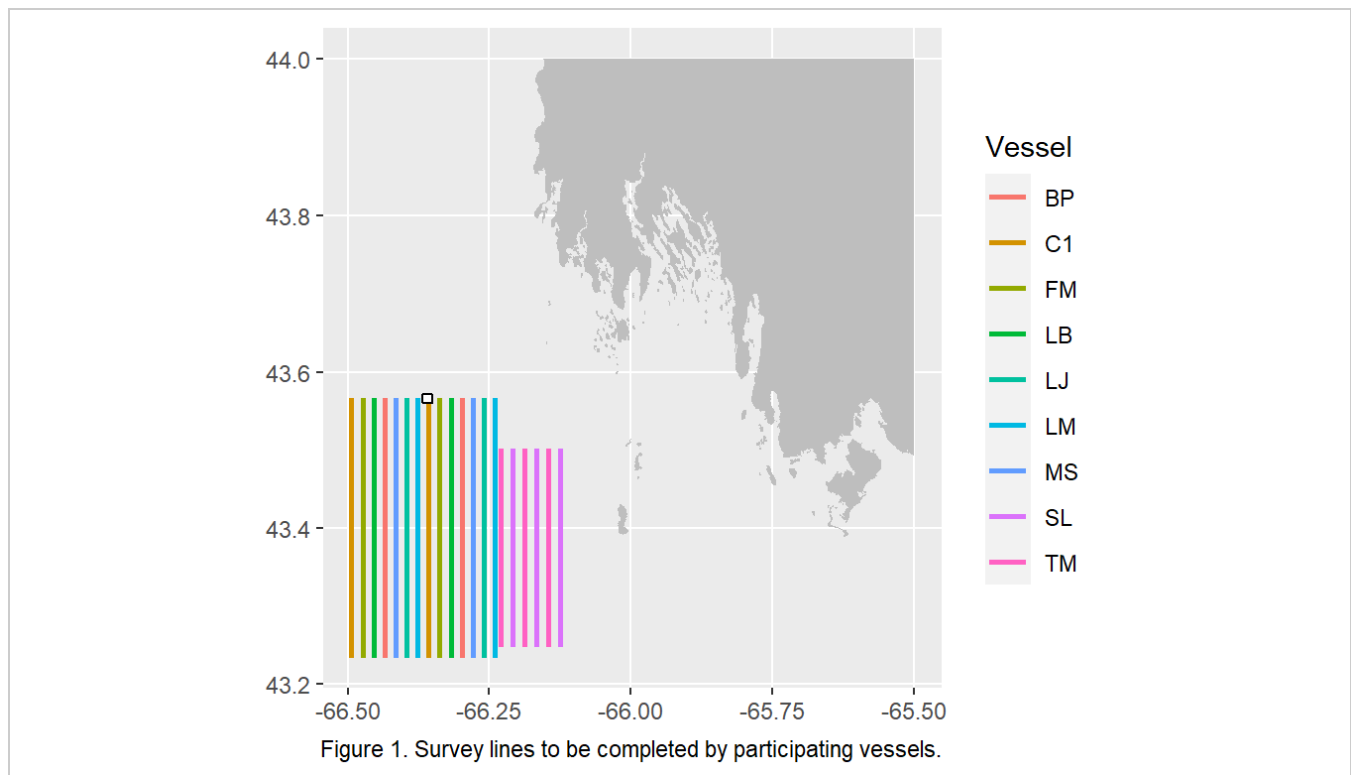 44.0
43.8
43.6
43.4
43.2
-66.50 -66.25 -66.00 -65.75 -65.50
Vessel
BP
C1
FM
LB
LJ
LM
MS
SL
TM
Figure 1. Survey lines to be completed by participating vessels.